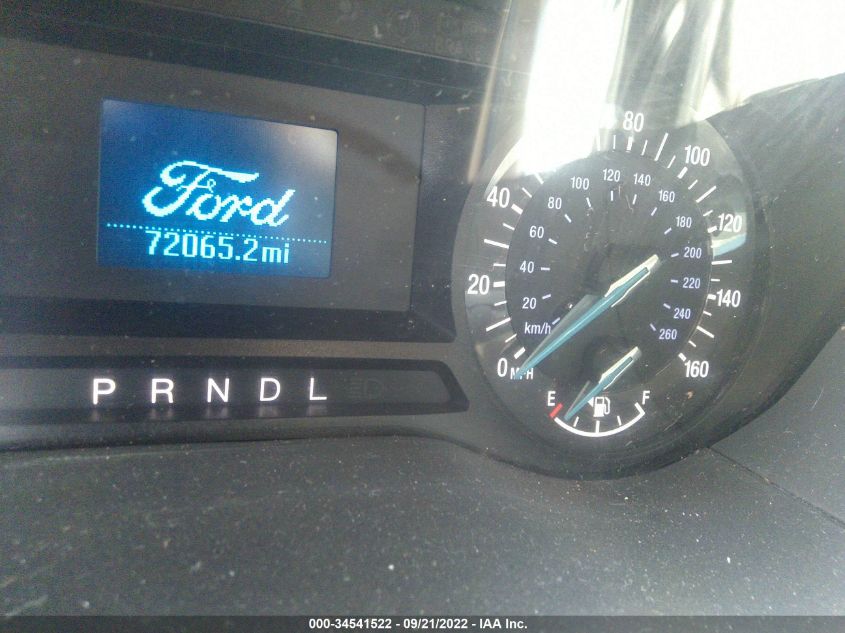 Ford
72065.2mi
P R N D L
0 20 40 80 100 120 140 160
MPH
km/h 20 40 60 80 100 120 140 160 180 200 220 240 260
E F
000-34541522 - 09/21/2022 - IAA Inc.